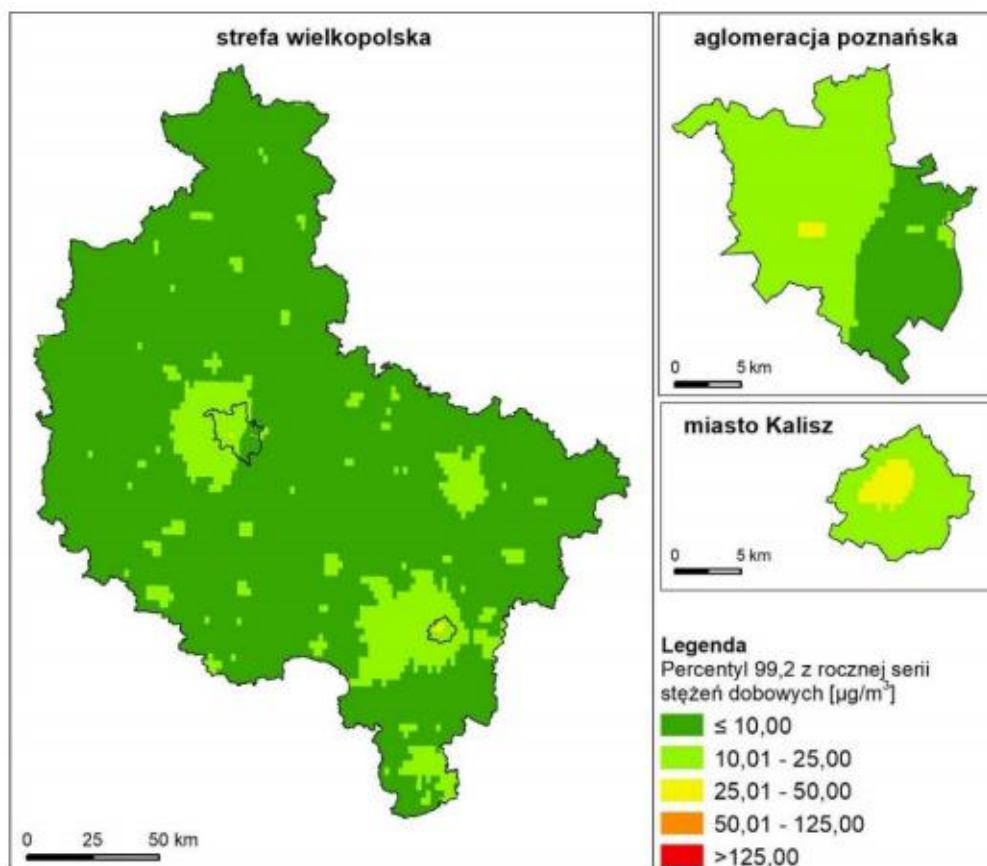 strefa wielkopolska
0 25 50 km
aglomeracja poznańska
0 5 km
miasto Kalisz
0 5 km
Legenda
Percentyl 99,2 z rocznej serii
stężeń dobowych [µg/m³]
≤ 10,00
10,01 - 25,00
25,01 - 50,00
50,01 - 125,00
>125,00